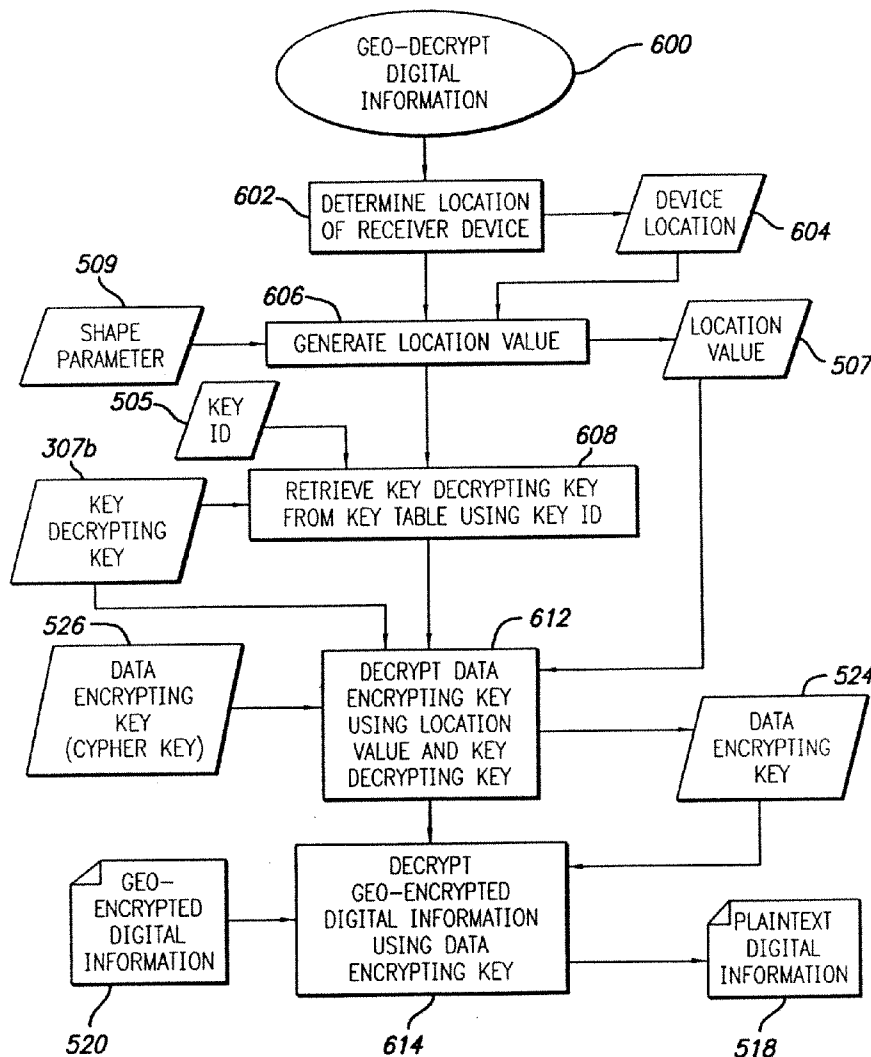 GEO-DECRYPT
DIGITAL
INFORMATION
600
602
DETERMINE LOCATION
OF RECEIVER DEVICE
DEVICE
LOCATION
604
509
SHAPE
PARAMETER
606
GENERATE LOCATION VALUE
LOCATION
VALUE
507
505
KEY
ID
307b
KEY
DECRYPTING
KEY
608
RETRIEVE KEY DECRYPTING KEY
FROM KEY TABLE USING KEY ID
526
DATA
ENCRYPTING
KEY
(CYPHER KEY)
612
DECRYPT DATA
ENCRYPTING KEY
USING LOCATION
VALUE AND KEY
DECRYPTING KEY
524
DATA
ENCRYPTING
KEY
GEO-
ENCRYPTED
DIGITAL
INFORMATION
520
DECRYPT
GEO-ENCRYPTED
DIGITAL INFORMATION
USING DATA
ENCRYPTING KEY
614
PLAINTEXT
DIGITAL
INFORMATION
518